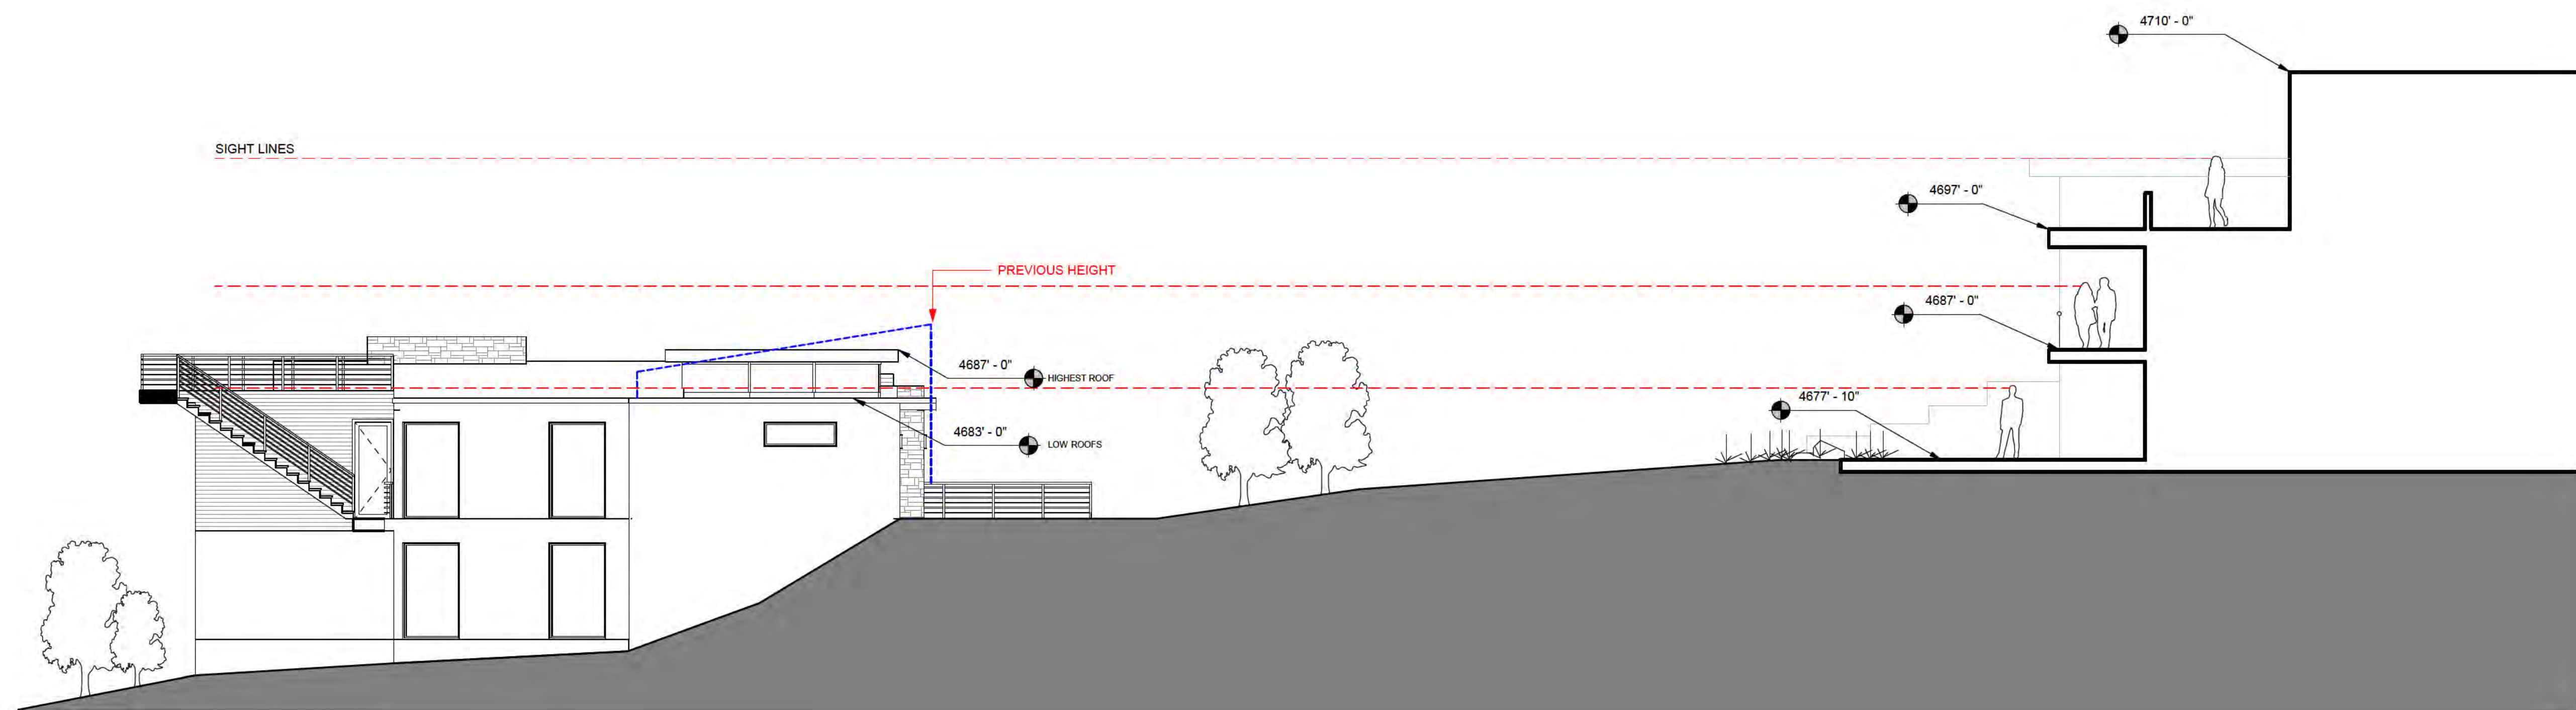 4710' - 0"
SIGHT LINES
4697' - 0"
PREVIOUS HEIGHT
4687' - 0"
4687' - 0"
HIGHEST ROOF
4677' - 10"
4683' - 0"
LOW ROOFS